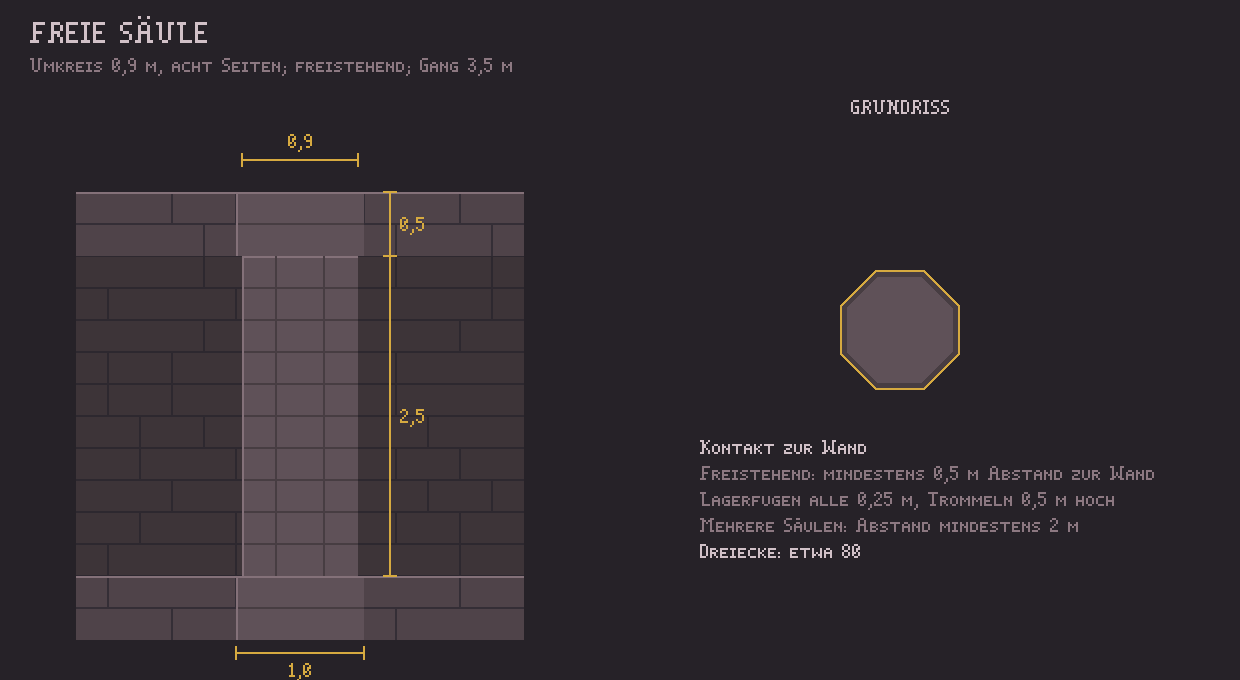 FREIE SÄULE
Umkreis 0,9 m, acht Seiten; freistehend; Gang 3,5 m
GRUNDRISS
0,9
0,5
2,5
Kontakt zur Wand
Freistehend: mindestens 0,5 m Abstand zur Wand
Lagerfugen alle 0,25 m, Trommeln 0,5 m hoch
Mehrere Säulen: Abstand mindestens 2 m
Dreiecke: etwa 80
1,0